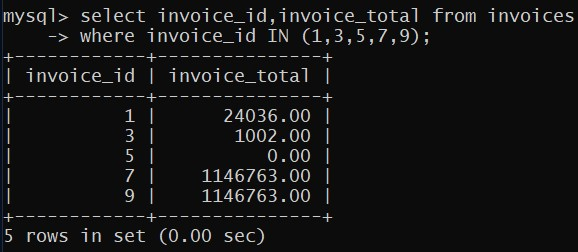 mysql> select invoice_id,invoice_total from invoices
    -> where invoice_id IN (1,3,5,7,9);
+------------+---------------+
| invoice_id | invoice_total |
+------------+---------------+
|          1 |      24036.00 |
|          3 |       1002.00 |
|          5 |          0.00 |
|          7 |    1146763.00 |
|          9 |    1146763.00 |
+------------+---------------+
5 rows in set (0.00 sec)